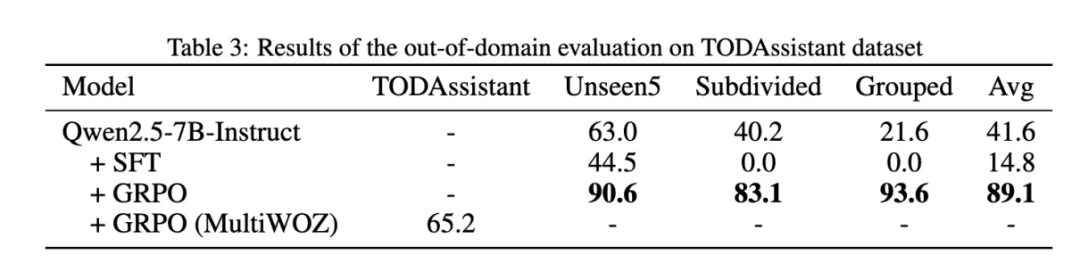 Table 3: Results of the out-of-domain evaluation on TODAssistant dataset
Model TODAssistant Unseen5 Subdivided Grouped Avg
Qwen2.5-7B-Instruct - 63.0 40.2 21.6 41.6
+ SFT - 44.5 0.0 0.0 14.8
+ GRPO - 90.6 83.1 93.6 89.1
+ GRPO (MultiWOZ) 65.2 - - - -